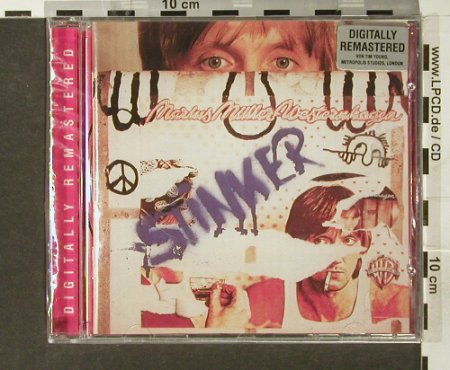 10 cm
DIGITALLY
REMASTERED
VON TIM YOUNG,
METROPOLIS STUDIOS, LONDON
Marius Müller-Westernhagen
STINKER
DIGITALLY REMASTERED
www.LPCD.de / CD
10 cm